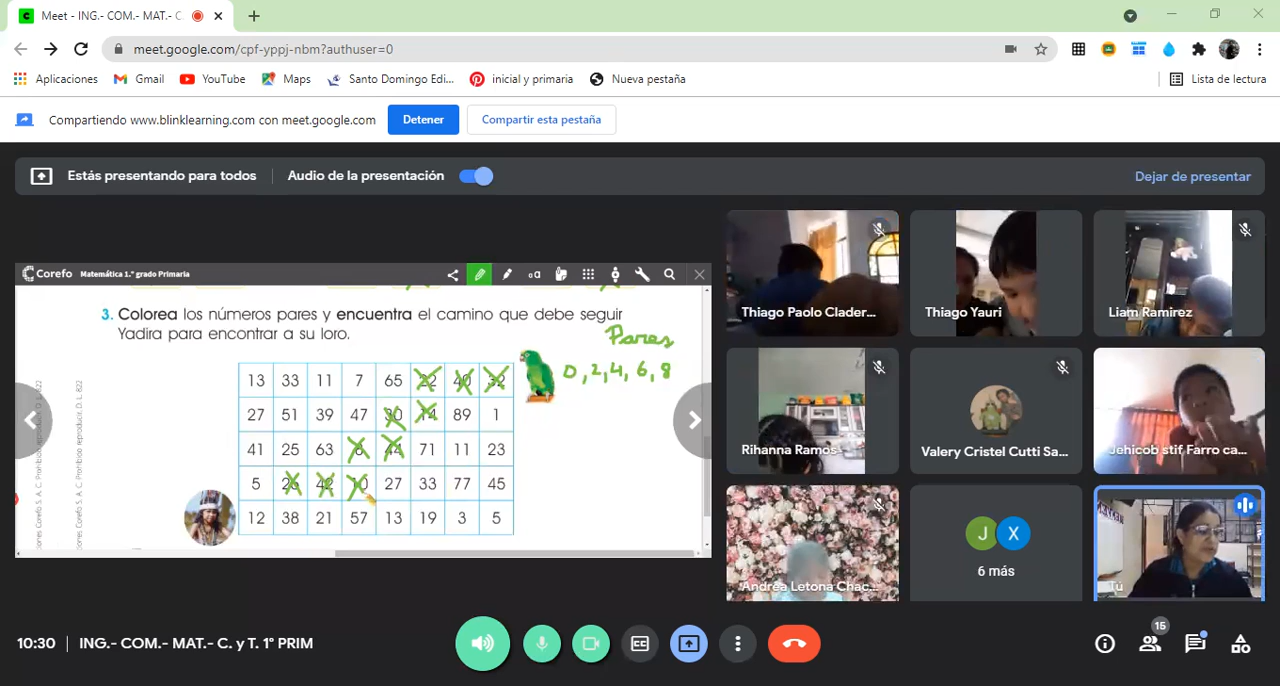 Meet - ING.- COM.- MAT.- C
meet.google.com/cpf-yppj-nbm?authuser=0
Aplicaciones Gmail YouTube Maps Santo Domingo Edi... inicial y primaria Nueva pestaña Lista de lectura
Compartiendo www.blinklearning.com con meet.google.com Detener Compartir esta pestaña
Estás presentando para todos Audio de la presentación Dejar de presentar
Corefo Matemática 1.° grado Primaria
3. Colorea los números pares y encuentra el camino que debe seguir
Yadira para encontrar a su loro.
Pares
0, 2, 4, 6, 8
13 33 11 7 65 22 40 32
27 51 39 47 30 14 89 1
41 25 63 8 44 71 11 23
5 26 42 10 27 33 77 45
12 38 21 57 13 19 3 5
Thiago Paolo Clader...
Thiago Yauri
Liam Ramirez
Rihanna Ramos
Valery Cristel Cutti Sa...
Jehicob stif Farro ca...
Andrea Letona Chac...
J X
6 más
Tú
10:30 ING.- COM.- MAT.- C. y T. 1° PRIM
15